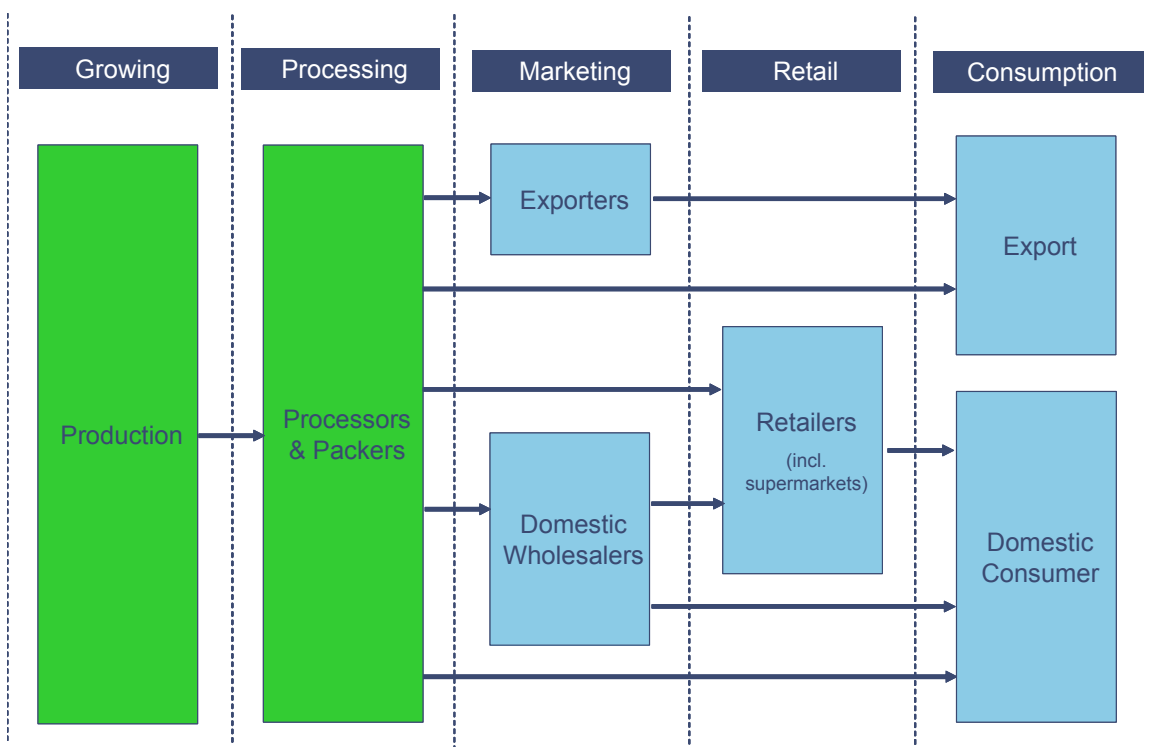 Growing
Processing
Marketing
Retail
Consumption
Production
Processors
& Packers
Exporters
Domestic
Wholesalers
Retailers
(incl.
supermarkets)
Export
Domestic
Consumer